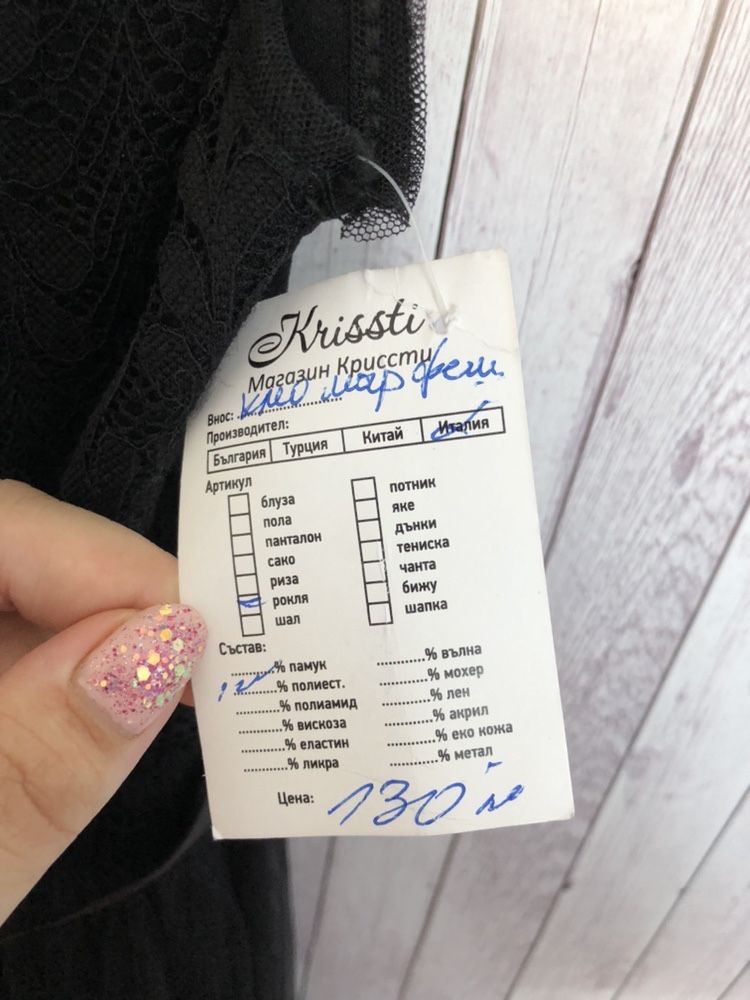 Krissti
Магазин Крissти
Внос:
Производител:
България Турция Китай Италия
Артикул
блуза
пола
панталон
сако
риза
рокля
шал
потник
яке
дънки
тениска
чанта
бижу
шапка
Състав:
..........% памук
..........% полиест.
..........% полиамид
..........% вискоза
..........% еластин
..........% ликра
..........% вълна
..........% мохер
..........% лен
..........% акрил
..........% еко кожа
..........% метал
Цена: 130 лв